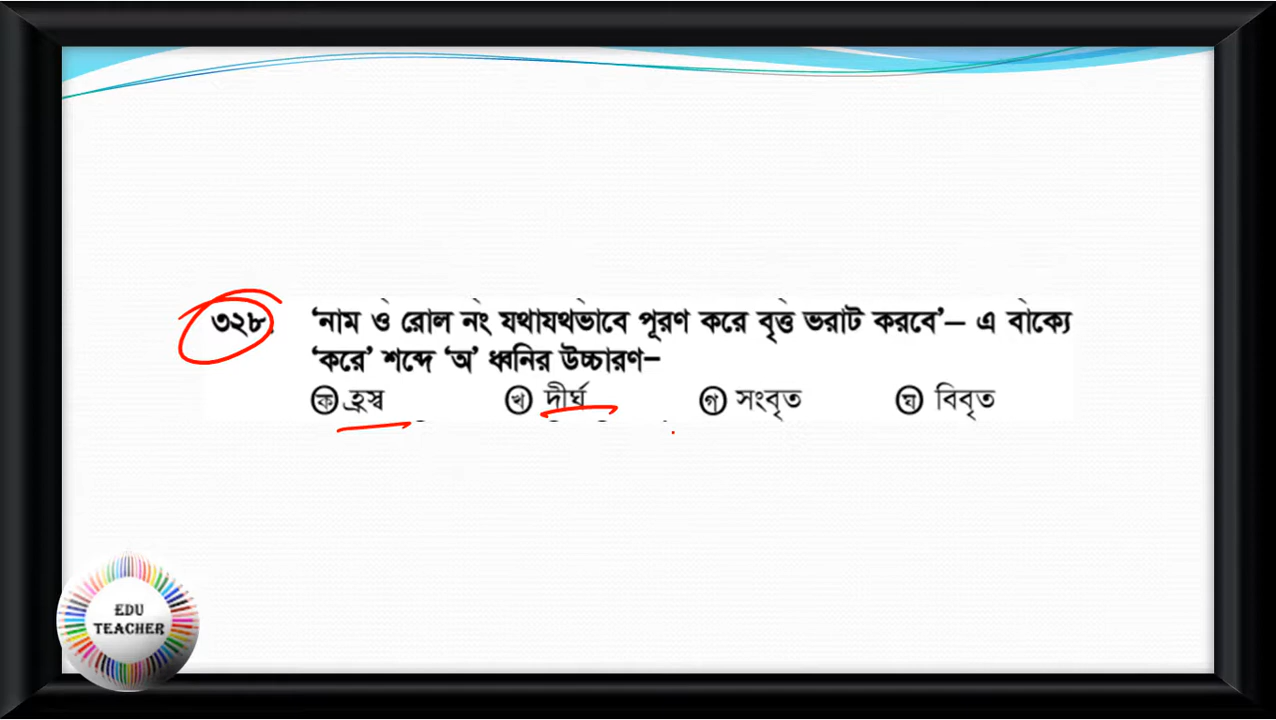 ৩২৮. ‘নাম ও রোল নং যথাযথভাবে পূরণ করে বৃত্ত ভরাট করবে’– এ বাক্যে
‘করে’ শব্দে ‘অ’ ধ্বনির উচ্চারণ–
ক হ্রস্ব খ দীর্ঘ গ সংবৃত ঘ বিবৃত
EDU
TEACHER